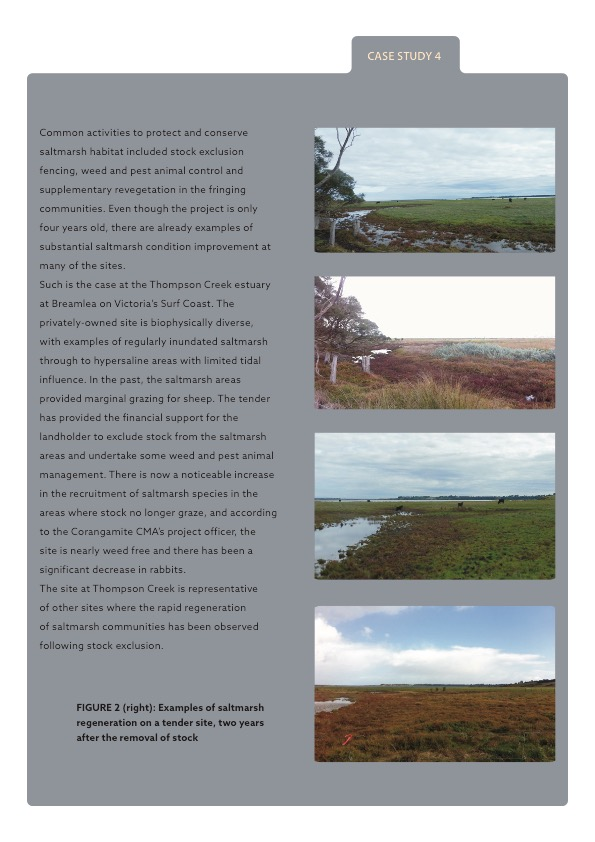 CASE STUDY 4
Common activities to protect and conserve
saltmarsh habitat included stock exclusion
fencing, weed and pest animal control and
supplementary revegetation in the fringing
communities. Even though the project is only
four years old, there are already examples of
substantial saltmarsh condition improvement at
many of the sites.
Such is the case at the Thompson Creek estuary
at Breamlea on Victoria's Surf Coast. The
privately-owned site is biophysically diverse,
with examples of regularly inundated saltmarsh
through to hypersaline areas with limited tidal
influence. In the past, the saltmarsh areas
provided marginal grazing for sheep. The tender
has provided the financial support for the
landholder to exclude stock from the saltmarsh
areas and undertake some weed and pest animal
management. There is now a noticeable increase
in the recruitment of saltmarsh species in the
areas where stock no longer graze, and according
to the Corangamite CMA's project officer, the
site is nearly weed free and there has been a
significant decrease in rabbits.
The site at Thompson Creek is representative
of other sites where the rapid regeneration
of saltmarsh communities has been observed
following stock exclusion.
FIGURE 2 (right): Examples of saltmarsh
regeneration on a tender site, two years
after the removal of stock